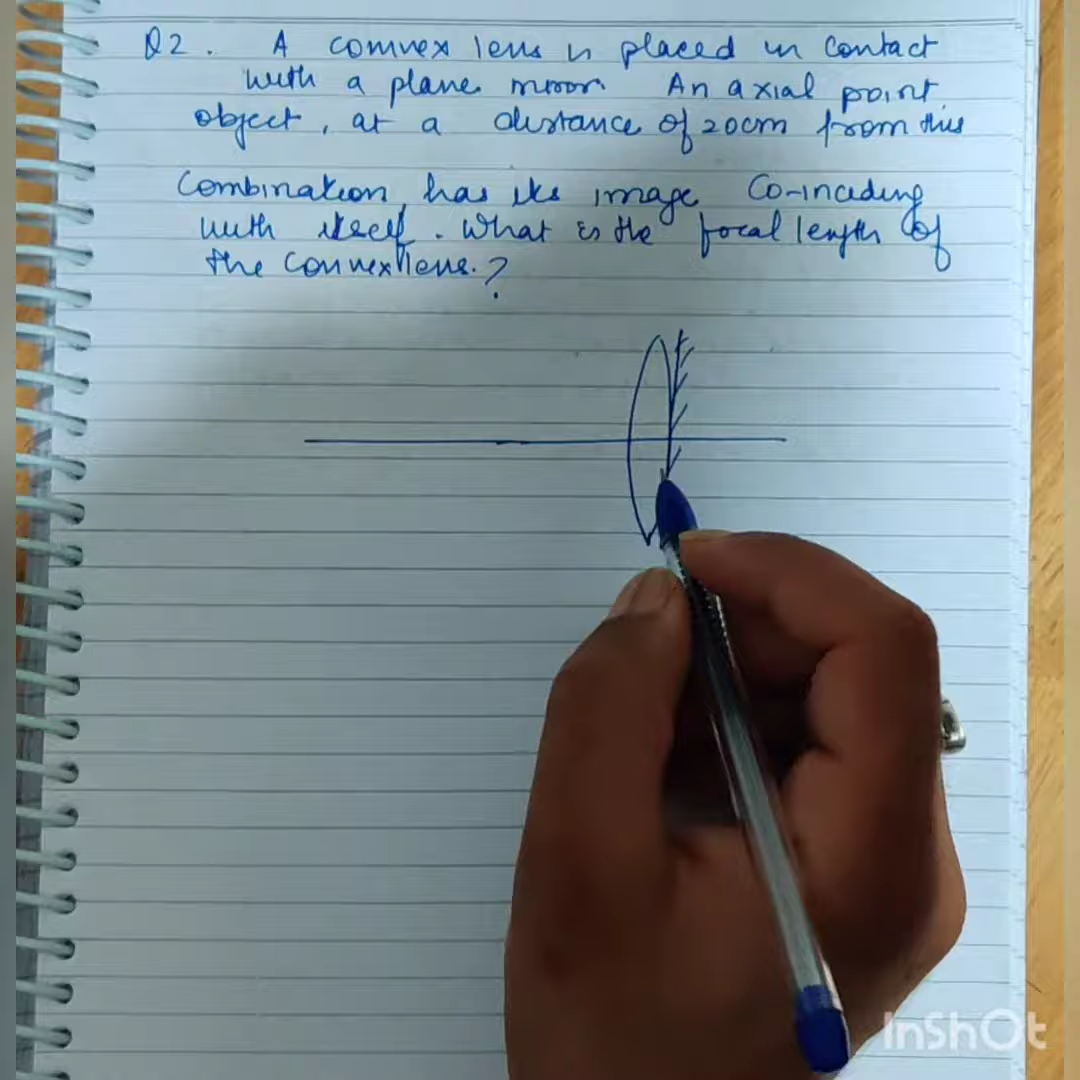 Q2. A convex lens is placed in contact
with a plane mirror. An axial point
object, at a distance of 20cm from this
Combination, has its image Co-inciding
with itself. What is the focal length of
the convex lens.?
InShOt